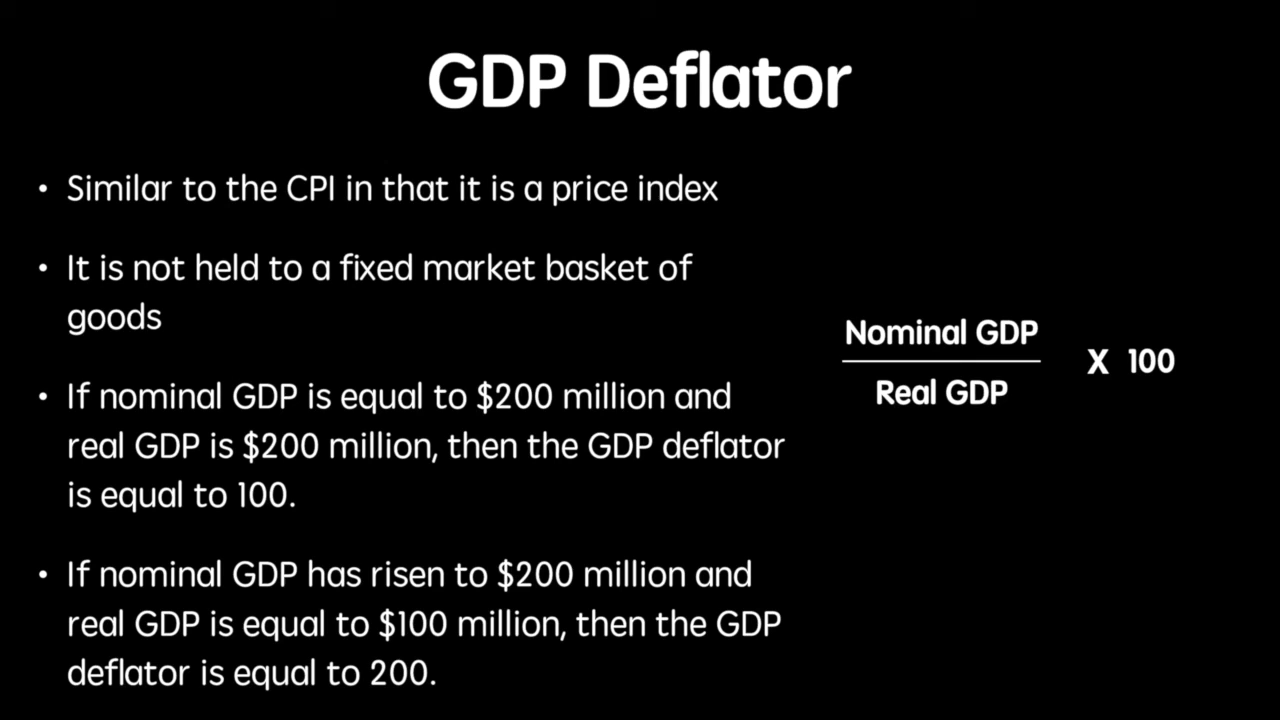 GDP Deflator
• Similar to the CPI in that it is a price index
• It is not held to a fixed market basket of
goods
• If nominal GDP is equal to $200 million and
real GDP is $200 million, then the GDP deflator
is equal to 100.
• If nominal GDP has risen to $200 million and
real GDP is equal to $100 million, then the GDP
deflator is equal to 200.
Nominal GDP
Real GDP
X 100